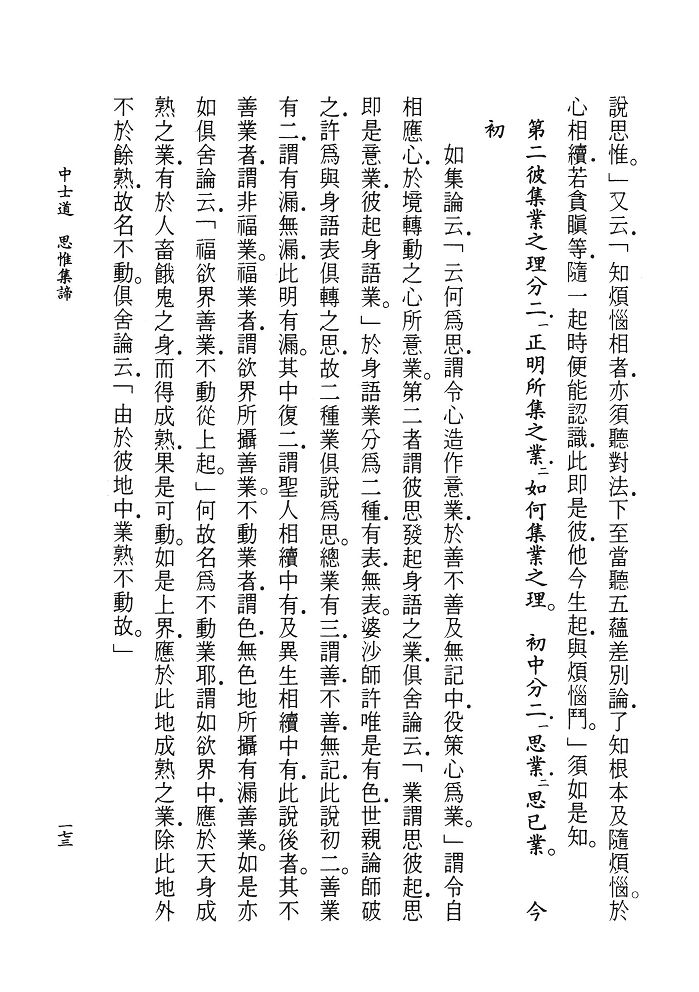 說思惟。」又云「知煩惱相者.亦須聽對法.下至當聽五蘊差別論.了知根本及隨煩惱。於
心相續.若貪瞋等.隨一起時便能認識.此即是彼.他今生起.與煩惱鬥。」須如是知。
第二彼集業之理分二.一正明所集之業.二如何集業之理。　初中分二.一思業.二思已業。　今
初
如集論云.「云何為思.謂令心造作意業.於善不善及無記中.役策心為業。」謂令自
相應心.於境轉動之心所意業。第二者謂彼思發起身語之業.俱舍論云.「業謂思彼起.思
即是意業.彼起身語業。」於身語業分為二種.有表.無表。婆沙師許唯是有色.世親論師破
之.許為與身語表俱轉之思.故二種業俱說為思。總業有三.謂善.不善.無記.此說初二。善業
有二.謂有漏.無漏.此明有漏。其中復二.謂聖人相續中有.及異生相續中有.此說後者。其不
善業者.謂非福業。福業者.謂欲界所攝善業。不動業者.謂色.無色地所攝有漏善業。如是亦
如俱舍論云.「福欲界善業.不動從上起。」何故名為不動業耶.謂如欲界中.應於天身成
熟之業.有於人畜餓鬼之身.而得成熟.果是可動。如是上界.應於此地成熟之業.除此地外
不於餘熟.故名不動。俱舍論云.「由於彼地中.業熟不動故。」
中士道　思惟集諦
一七三